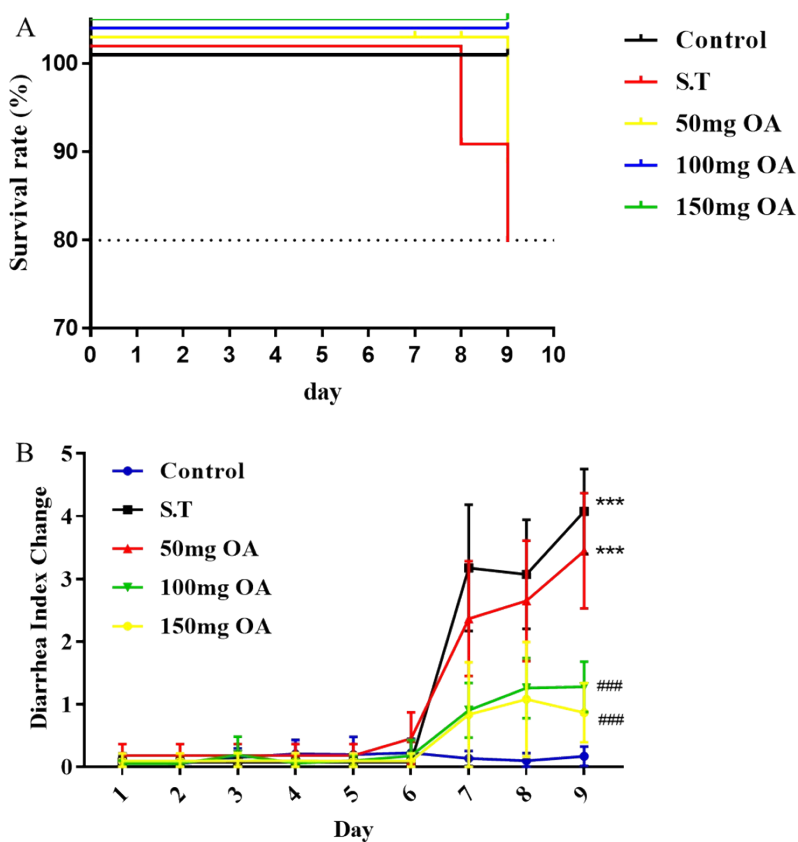 A
Survival rate (%)
100
90
80
70
0 1 2 3 4 5 6 7 8 9 10
day
Control
S.T
50mg OA
100mg OA
150mg OA
B
Diarrhea Index Change
5
4
3
2
1
0
Control
S.T
50mg OA
100mg OA
150mg OA
***
***
###
###
1 2 3 4 5 6 7 8 9
Day